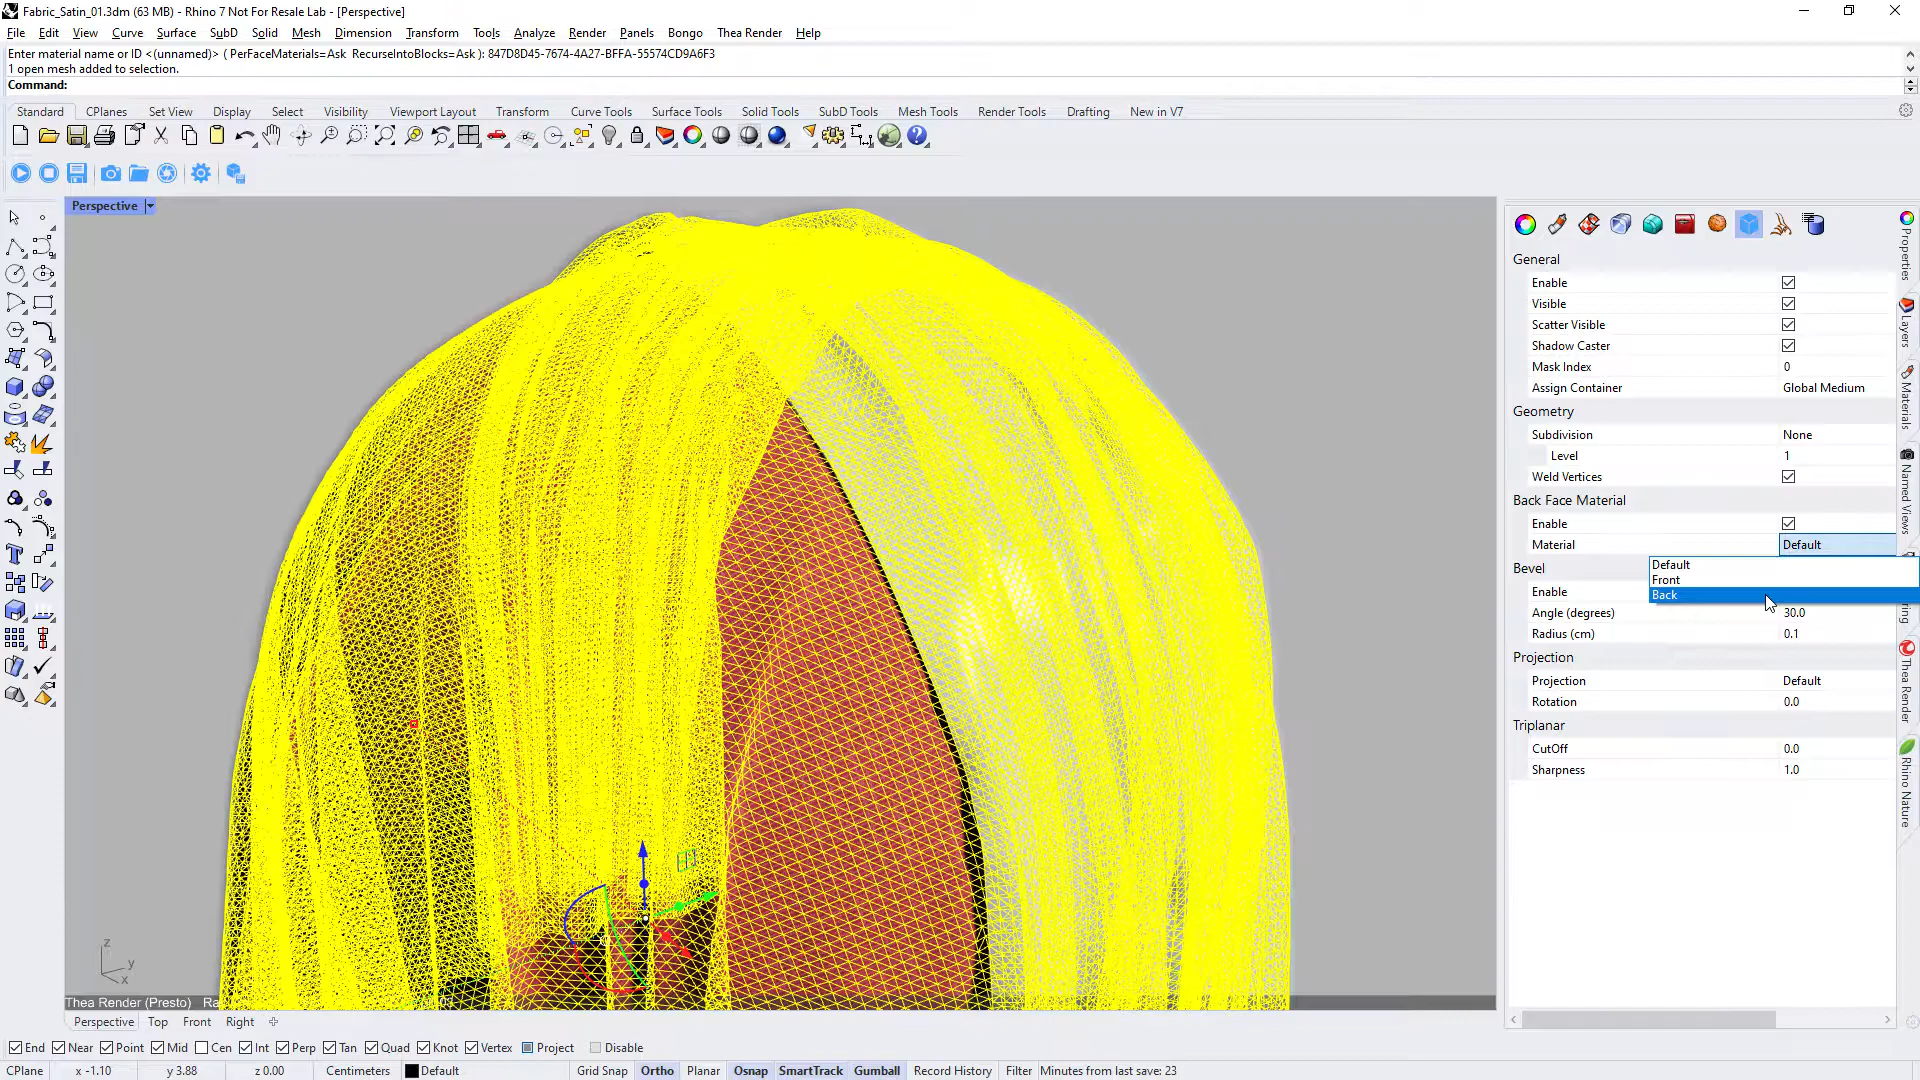 Fabric_Satin_01.3dm (63 MB) - Rhino 7 Not For Resale Lab - [Perspective]
File Edit View Curve Surface SubD Solid Mesh Dimension Transform Tools Analyze Render Panels Bongo Thea Render Help
Enter material name or ID <(unnamed)> ( PerFaceMaterials=Ask RecurseIntoBlocks=Ask ): 847D8D45-7674-4A27-BFFA-55574CD9A6F3
1 open mesh added to selection.
Command:
Standard CPlanes Set View Display Select Visibility Viewport Layout Transform Curve Tools Surface Tools Solid Tools SubD Tools Mesh Tools Render Tools Drafting New in V7
Perspective
General
Enable
Visible
Scatter Visible
Shadow Caster
Mask Index 0
Assign Container Global Medium
Geometry
Subdivision None
Level 1
Weld Vertices
Back Face Material
Enable
Material Default
Default
Front
Back
Bevel
Enable
Angle (degrees) 30.0
Radius (cm) 0.1
Projection
Projection Default
Rotation 0.0
Triplanar
CutOff 0.0
Sharpness 1.0
Properties
Layers
Materials
Named Views
Thea Render
Rhino Nature
z
y
x
Thea Render (Presto)
Perspective Top Front Right
End Near Point Mid Cen Int Perp Tan Quad Knot Vertex Project Disable
CPlane x -1.10 y 3.88 z 0.00 Centimeters Default Grid Snap Ortho Planar Osnap SmartTrack Gumball Record History Filter Minutes from last save: 23